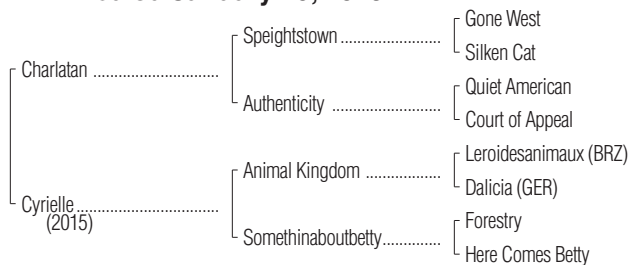 Gone West
Speightstown
Silken Cat
Charlatan
Quiet American
Authenticity
Court of Appeal
Leroidesanimaux (BRZ)
Animal Kingdom
Dalicia (GER)
Cyrielle
(2015)
Forestry
Somethinaboutbetty
Here Comes Betty